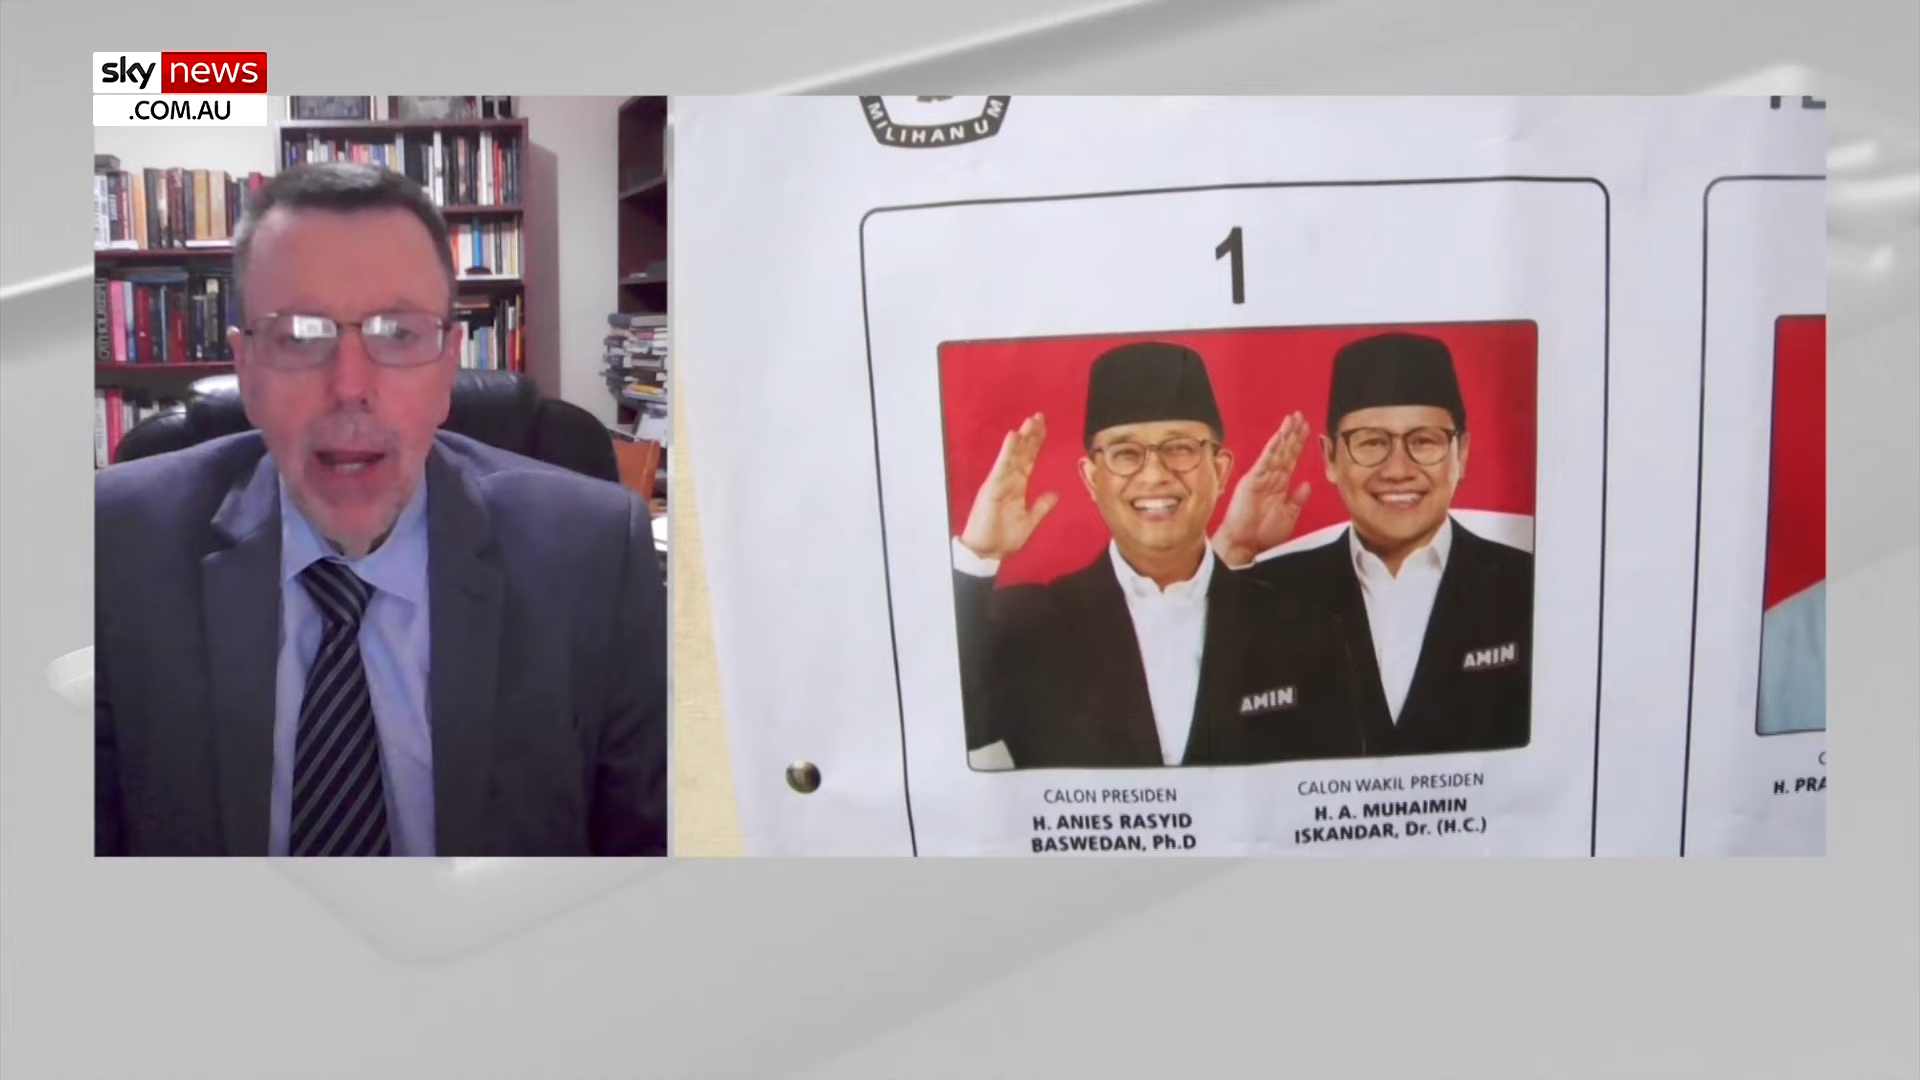 sky news
.COM.AU
MILIHAN UM
1
AMIN
AMIN
CALON PRESIDEN
H. ANIES RASYID
BASWEDAN, Ph.D
CALON WAKIL PRESIDEN
H. A. MUHAIMIN
ISKANDAR, Dr. (H.C.)
H. PRA